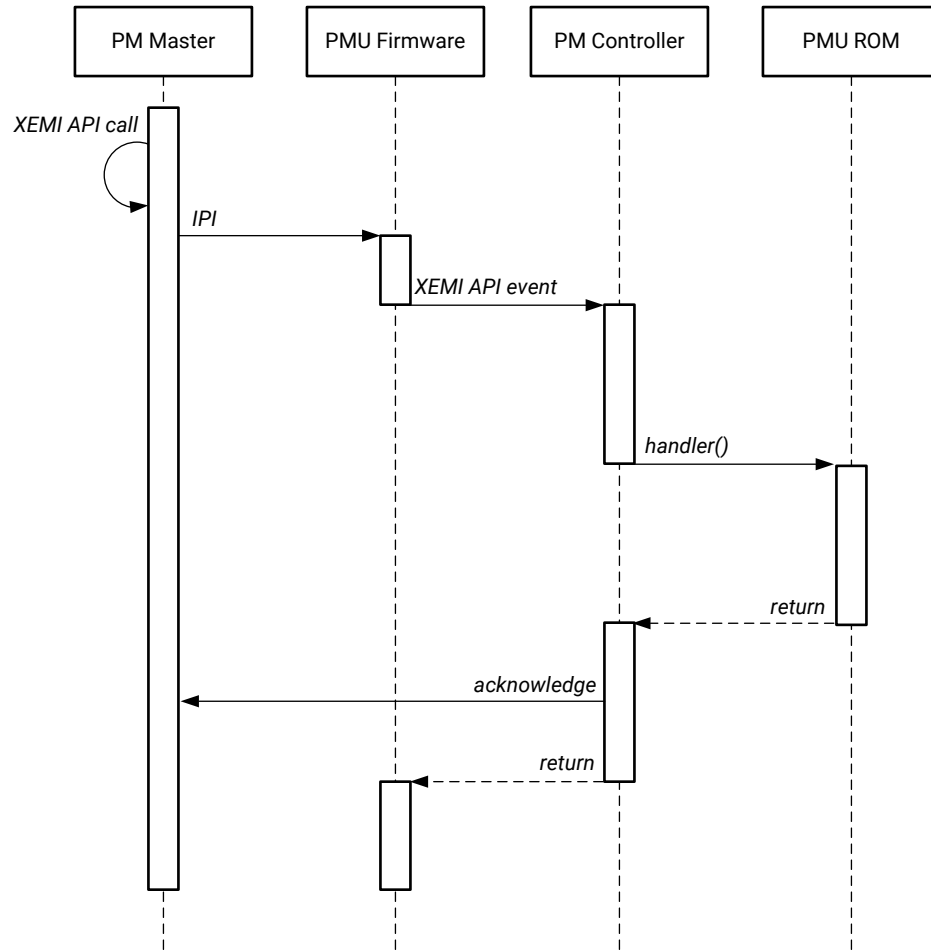 PM Master
PMU Firmware
PM Controller
PMU ROM
XEMI API call
IPI
XEMI API event
handler()
return
acknowledge
return